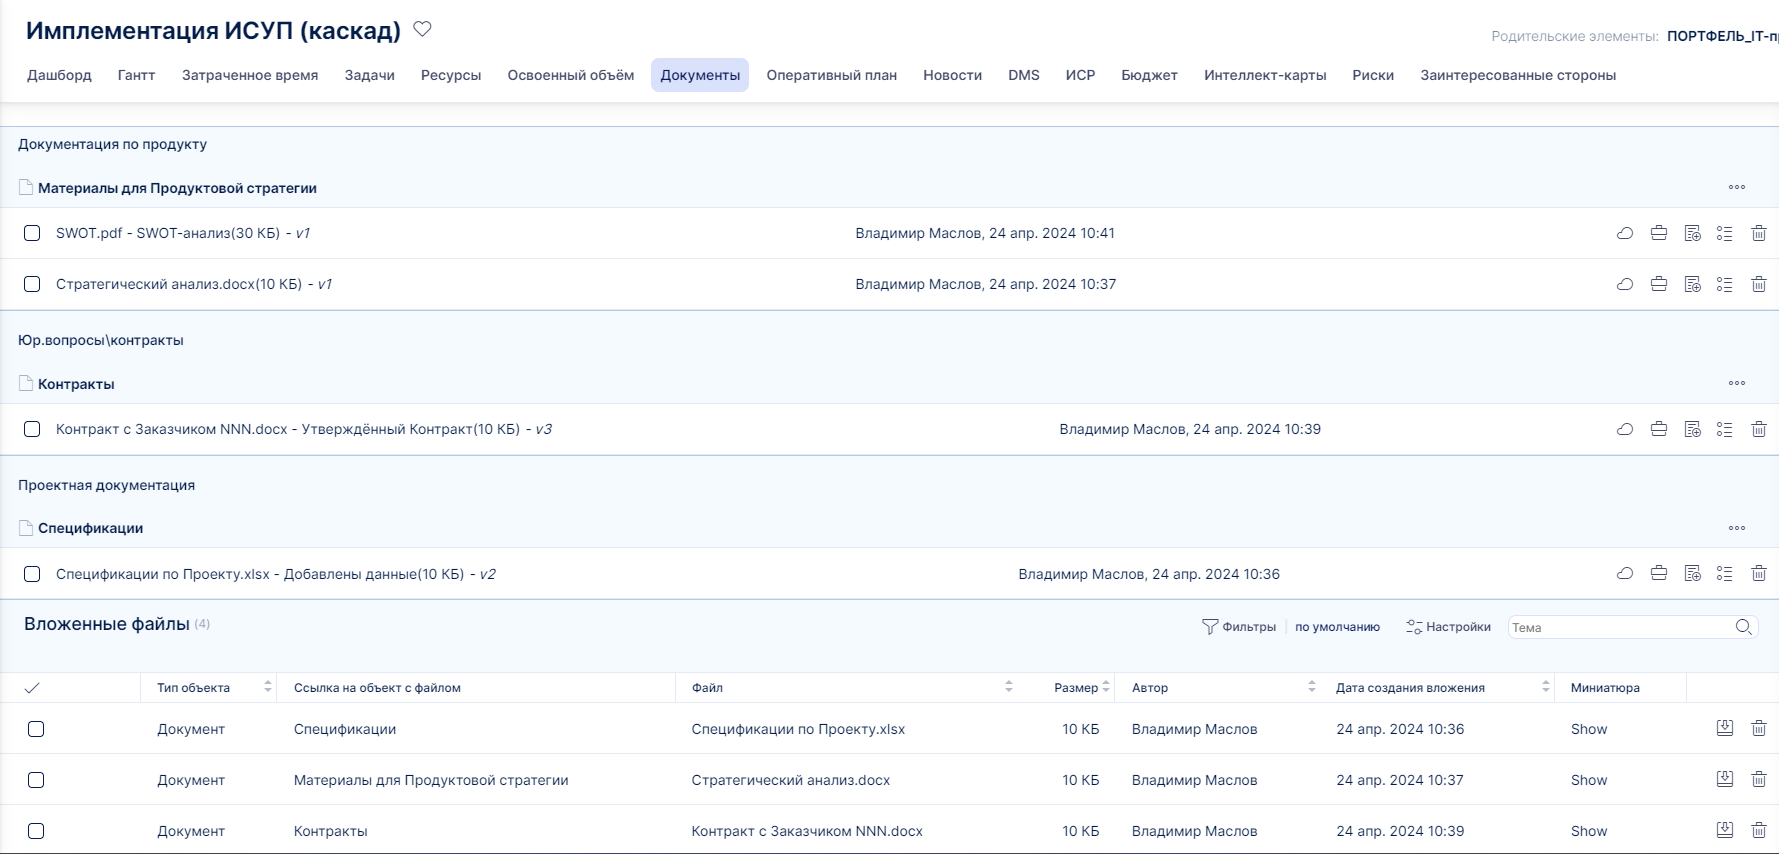 Имплементация ИСУП (каскад)
Родительские элементы: ПОРТФЕЛЬ_IT-п
Дашборд Гантт Затраченное время Задачи Ресурсы Освоенный объём Документы Оперативный план Новости DMS ИСР Бюджет Интеллект-карты Риски Заинтересованные стороны
Документация по продукту
Материалы для Продуктовой стратегии
SWOT.pdf - SWOT-анализ(30 КБ) - v1 Владимир Маслов, 24 апр. 2024 10:41
Стратегический анализ.docx(10 КБ) - v1 Владимир Маслов, 24 апр. 2024 10:37
Юр.вопросы\контракты
Контракты
Контракт с Заказчиком NNN.docx - Утверждённый Контракт(10 КБ) - v3 Владимир Маслов, 24 апр. 2024 10:39
Проектная документация
Спецификации
Спецификации по Проекту.xlsx - Добавлены данные(10 КБ) - v2 Владимир Маслов, 24 апр. 2024 10:36
Вложенные файлы (4) Фильтры по умолчанию Настройки Тема
Тип объекта Ссылка на объект с файлом Файл Размер Автор Дата создания вложения Миниатюра
Документ Спецификации Спецификации по Проекту.xlsx 10 КБ Владимир Маслов 24 апр. 2024 10:36 Show
Документ Материалы для Продуктовой стратегии Стратегический анализ.docx 10 КБ Владимир Маслов 24 апр. 2024 10:37 Show
Документ Контракты Контракт с Заказчиком NNN.docx 10 КБ Владимир Маслов 24 апр. 2024 10:39 Show